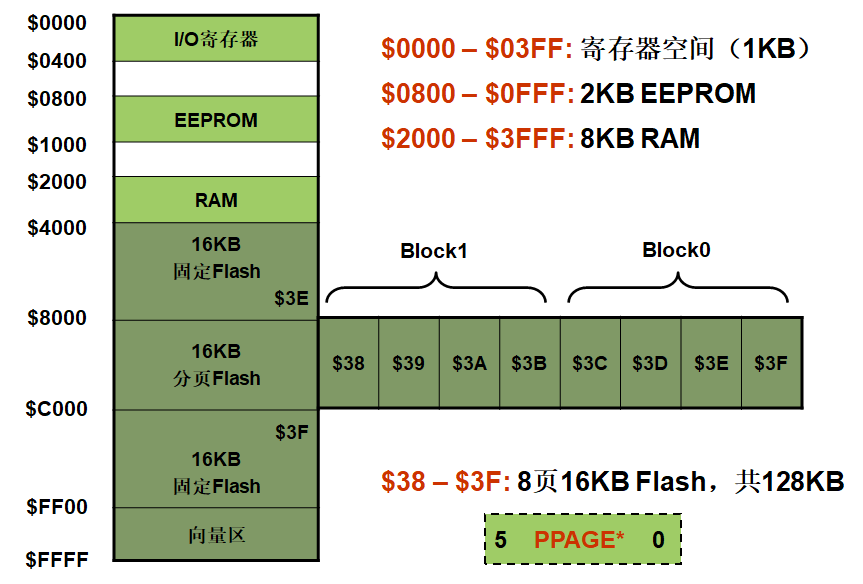 $0000
I/O寄存器
$0400
$0800
EEPROM
$1000
$2000
RAM
$4000
16KB
固定Flash
$3E
$8000
16KB
分页Flash
$C000
$3F
16KB
固定Flash
$FF00
向量区
$FFFF
$0000 – $03FF: 寄存器空间（1KB）
$0800 – $0FFF: 2KB EEPROM
$2000 – $3FFF: 8KB RAM
Block1 Block0
$38 $39 $3A $3B $3C $3D $3E $3F
$38 – $3F: 8页16KB Flash，共128KB
5 PPAGE* 0